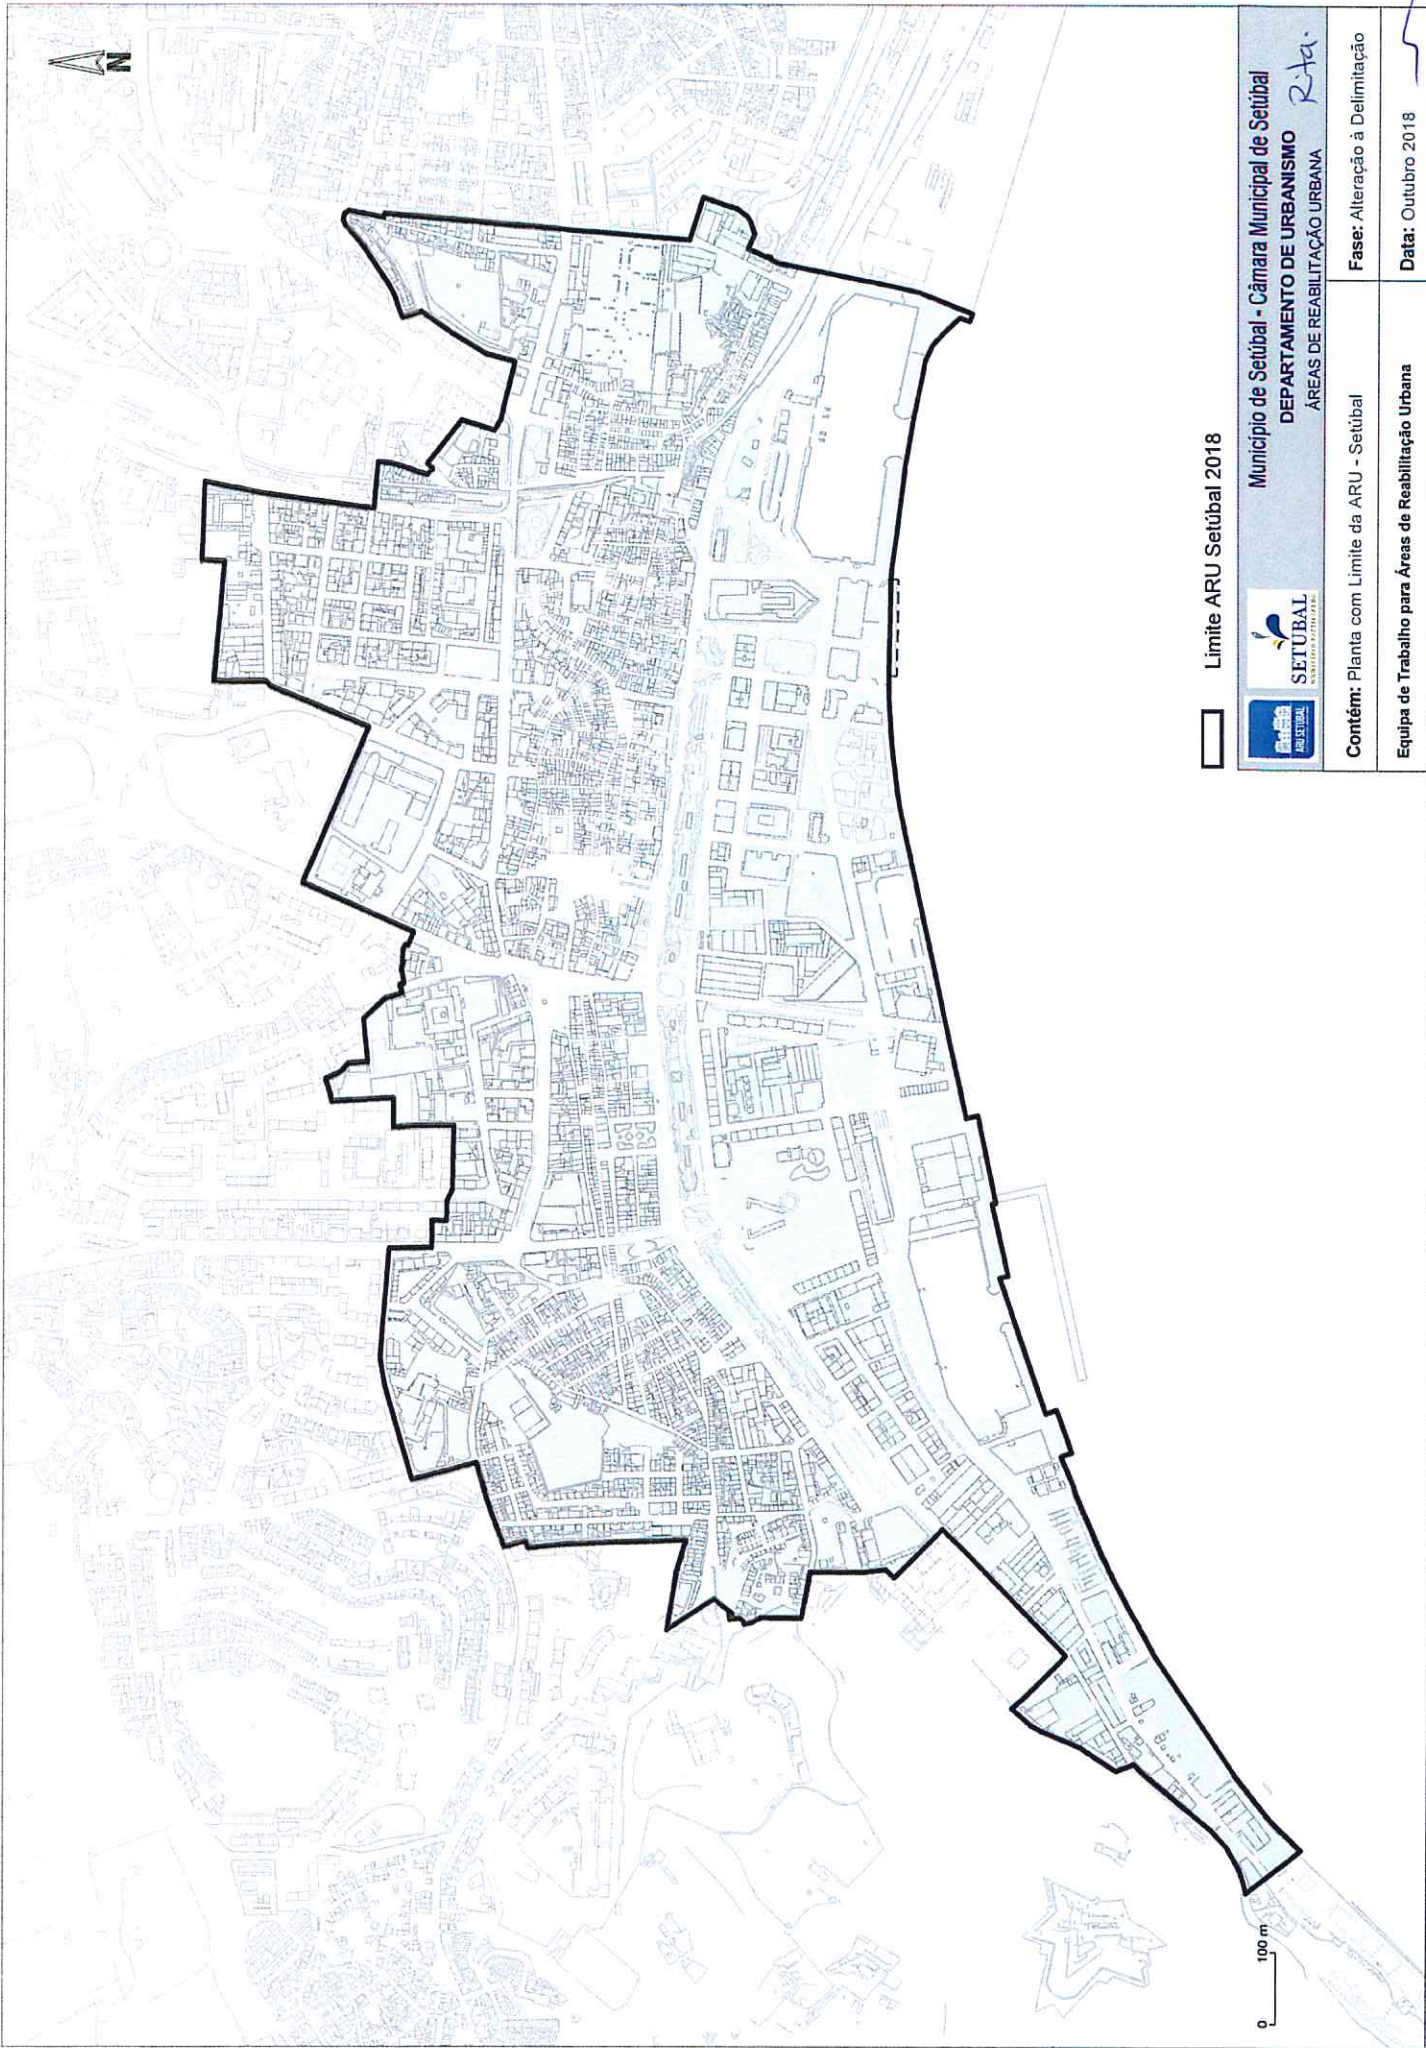 N
Limite ARU Setúbal 2018
Município de Setúbal - Câmara Municipal de Setúbal
DEPARTAMENTO DE URBANISMO
ÁREAS DE REABILITAÇÃO URBANA
Rita.
ARU SETÚBAL
SETÚBAL
Contém: Planta com Limite da ARU - Setúbal
Fase: Alteração à Delimitação
Equipa de Trabalho para Áreas de Reabilitação Urbana
Data: Outubro 2018
0 100 m